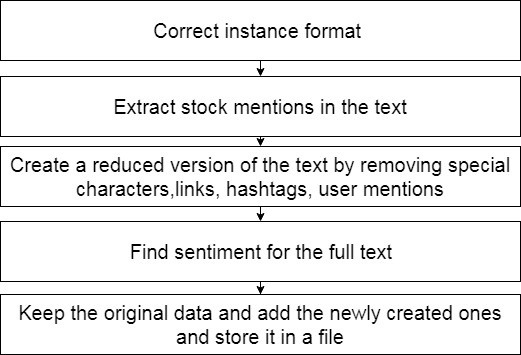 Correct instance format
Extract stock mentions in the text
Create a reduced version of the text by removing special
characters,links, hashtags, user mentions
Find sentiment for the full text
Keep the original data and add the newly created ones
and store it in a file